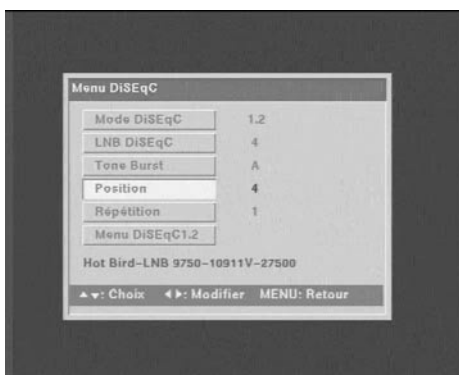 Menu DiSEqC
Mode DiSEqC 1.2
LNB DiSEqC 4
Tone Burst A
Position 4
Répétition 1
Menu DiSEqC1.2
Hot Bird-LNB 9750-10911V-27500
▲▼: Choix ◄►: Modifier MENU: Retour